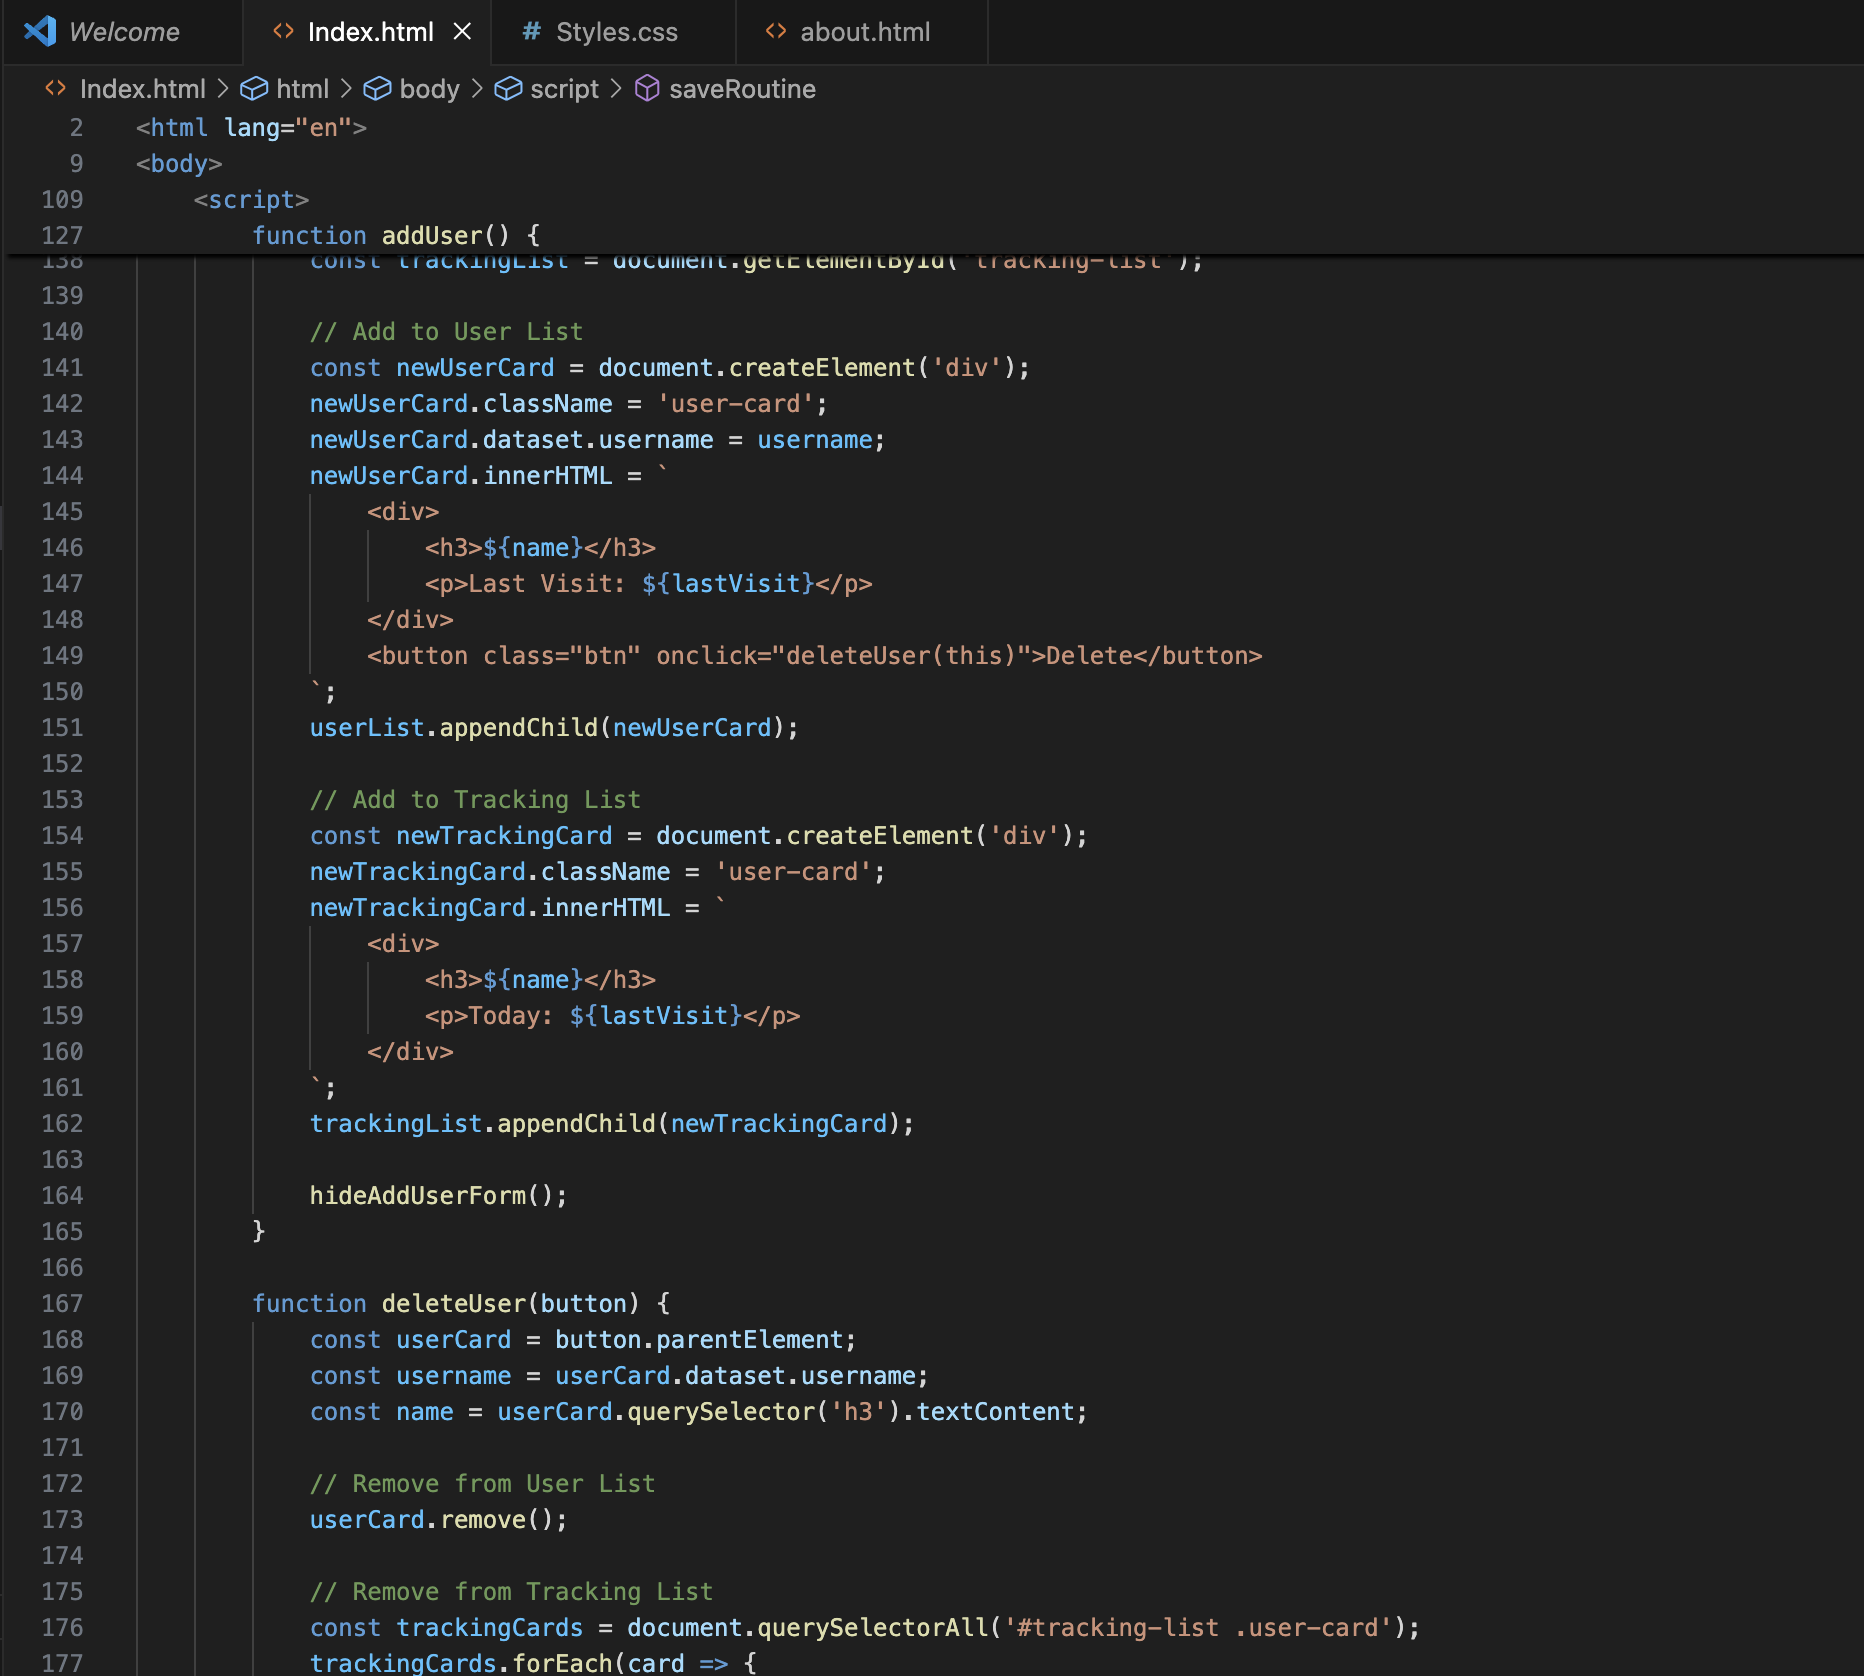 Welcome
<> Index.html ×
# Styles.css
<> about.html
<> Index.html > html > body > script > saveRoutine
2 <html lang="en">
9 <body>
109 <script>
127 function addUser() {
138 const trackingList = document.getElementById('tracking-list');
139
140 // Add to User List
141 const newUserCard = document.createElement('div');
142 newUserCard.className = 'user-card';
143 newUserCard.dataset.username = username;
144 newUserCard.innerHTML = `
145 <div>
146 <h3>${name}</h3>
147 <p>Last Visit: ${lastVisit}</p>
148 </div>
149 <button class="btn" onclick="deleteUser(this)">Delete</button>
150 `;
151 userList.appendChild(newUserCard);
152
153 // Add to Tracking List
154 const newTrackingCard = document.createElement('div');
155 newTrackingCard.className = 'user-card';
156 newTrackingCard.innerHTML = `
157 <div>
158 <h3>${name}</h3>
159 <p>Today: ${lastVisit}</p>
160 </div>
161 `;
162 trackingList.appendChild(newTrackingCard);
163
164 hideAddUserForm();
165 }
166
167 function deleteUser(button) {
168 const userCard = button.parentElement;
169 const username = userCard.dataset.username;
170 const name = userCard.querySelector('h3').textContent;
171
172 // Remove from User List
173 userCard.remove();
174
175 // Remove from Tracking List
176 const trackingCards = document.querySelectorAll('#tracking-list .user-card');
177 trackingCards.forEach(card => {